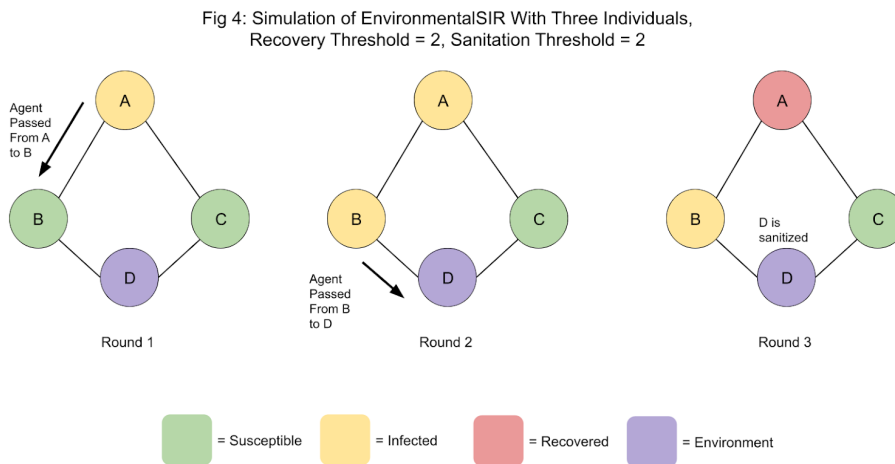 Fig 4: Simulation of EnvironmentalSIR With Three Individuals,
Recovery Threshold = 2, Sanitation Threshold = 2
Agent
Passed
From A
to B
A
B
C
D
Round 1
A
B
C
D
Agent
Passed
From B
to D
Round 2
A
B
C
D is
sanitized
D
Round 3
= Susceptible
= Infected
= Recovered
= Environment